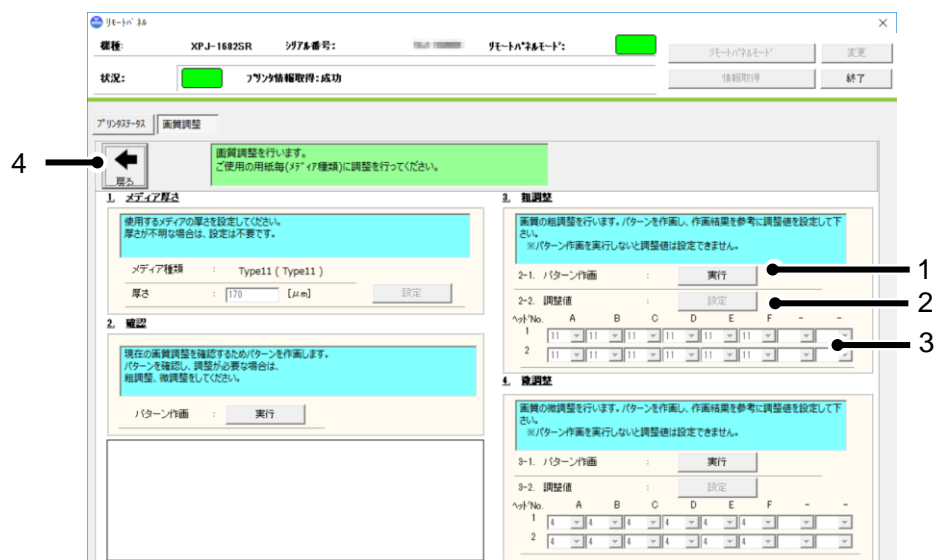 リモートパネル
機種:
XPJ-1682SR
シリアル番号:
リモートパネルモード:
リモートパネルモード
変更
状況:
プリンタ情報取得:成功
情報取得
終了
プリンタステータス
画質調整
4
戻る
画質調整を行います。
ご使用の用紙毎(メディア種類)に調整を行ってください。
1. メディア厚さ
使用するメディアの厚さを設定してください。
厚さが不明な場合は、設定は不要です。
メディア種類 : Type11 ( Type11 )
厚さ : 170 [μm] 設定
2. 確認
現在の画質調整を確認するためパターンを作画します。
パターンを確認し、調整が必要な場合は、
粗調整、微調整をしてください。
パターン作画 : 実行
3. 粗調整
画質の粗調整を行います。パターンを作画し、作画結果を参考に調整値を設定して下
さい。
※パターン作画を実行しないと調整値は設定できません。
2-1. パターン作画 : 実行
1
2-2. 調整値 : 設定
2
ヘッドNo. A B C D E F - -
1 11 11 11 11 11 11
2 11 11 11 11 11 11
3
4. 微調整
画質の微調整を行います。パターンを作画し、作画結果を参考に調整値を設定して下
さい。
※パターン作画を実行しないと調整値は設定できません。
3-1. パターン作画 : 実行
3-2. 調整値 : 設定
ヘッドNo. A B C D E F - -
1 4 4 4 4 4 4
2 4 4 4 4 4 4